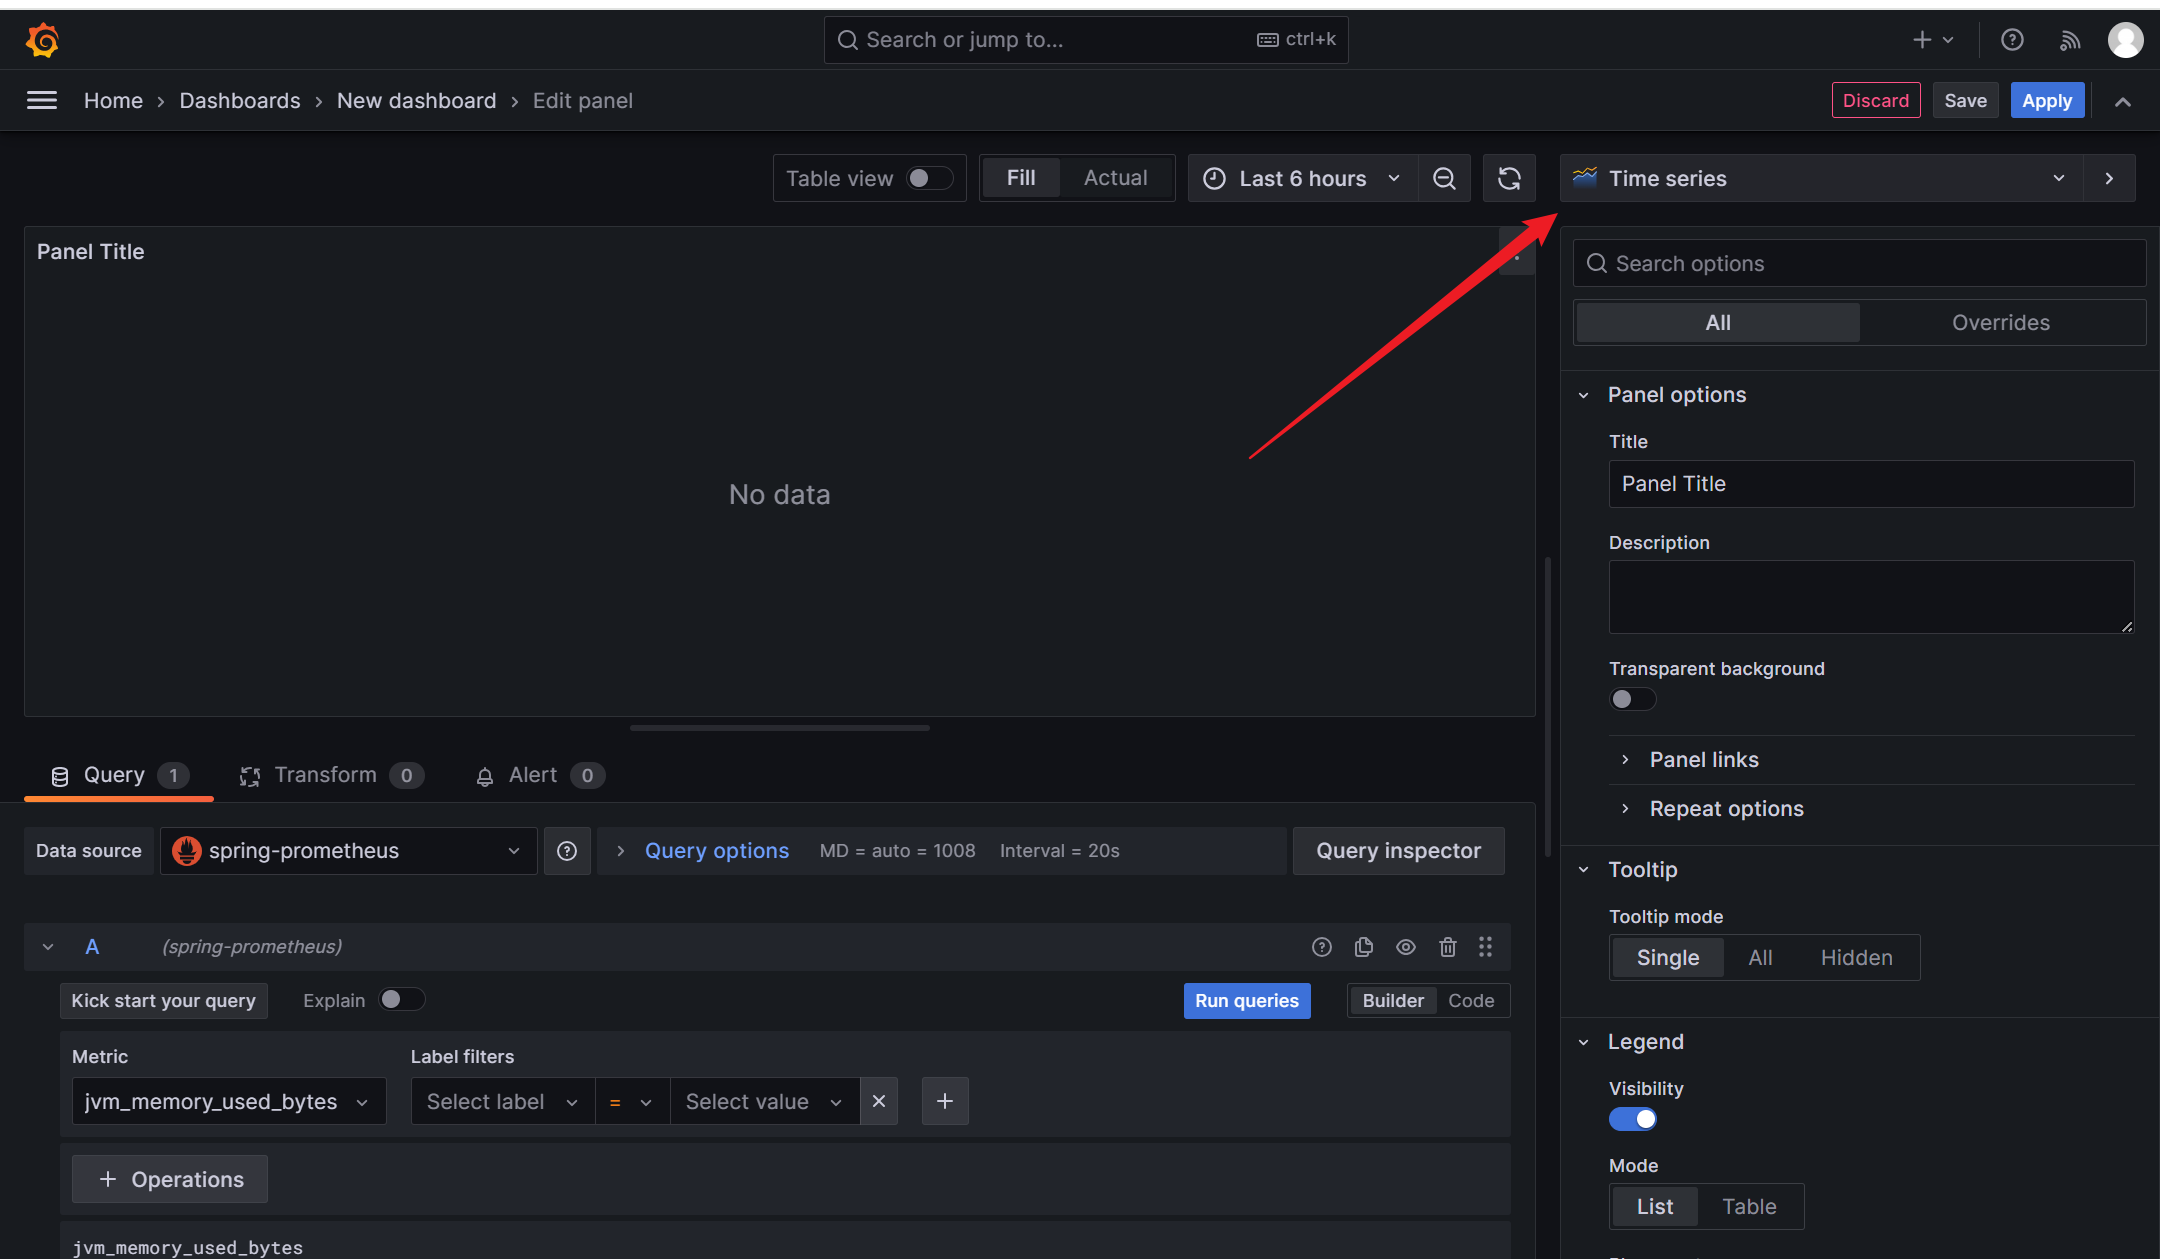 Search or jump to...
ctrl+k
Home › Dashboards › New dashboard › Edit panel
Discard
Save
Apply
Table view
Fill
Actual
Last 6 hours
Time series
Panel Title
Search options
All
Overrides
Panel options
Title
Panel Title
No data
Description
Transparent background
Panel links
Repeat options
Query 1
Transform 0
Alert 0
Data source
spring-prometheus
Query options
MD = auto = 1008
Interval = 20s
Query inspector
Tooltip
Tooltip mode
Single
All
Hidden
A
(spring-prometheus)
Kick start your query
Explain
Run queries
Builder
Code
Legend
Metric
Label filters
Visibility
jvm_memory_used_bytes
Select label
=
Select value
+ Operations
Mode
List
Table
jvm_memory_used_bytes